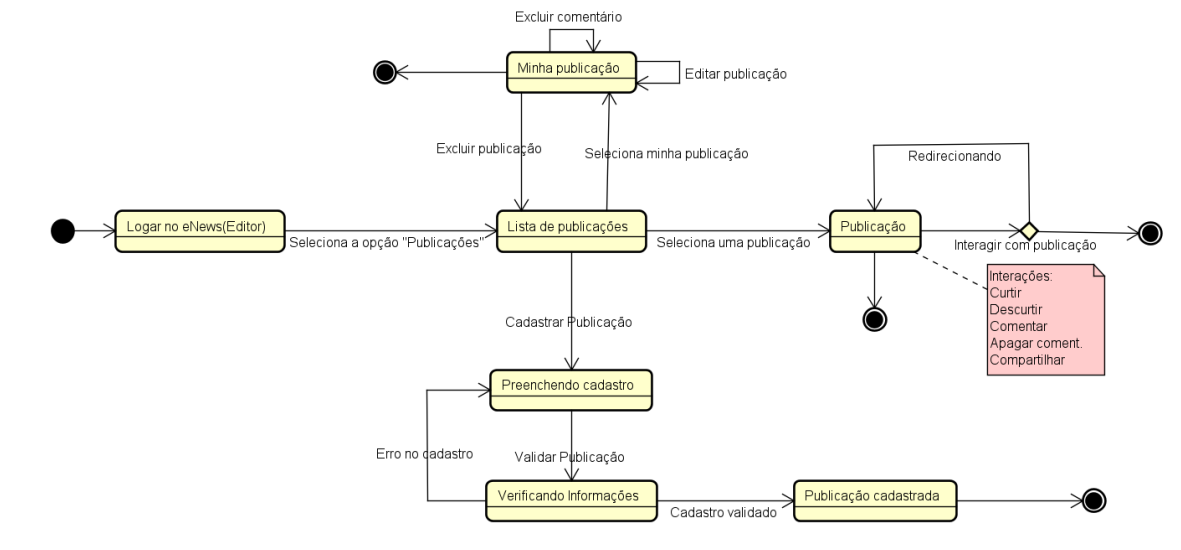 Excluir comentário
Minha publicação
Editar publicação
Excluir publicação
Seleciona minha publicação
Redirecionando
Logar no eNews(Editor)
Seleciona a opção "Publicações"
Lista de publicações
Seleciona uma publicação
Publicação
Interagir com publicação
Interações:
Curtir
Descurtir
Comentar
Apagar coment.
Compartilhar
Cadastrar Publicação
Preenchendo cadastro
Erro no cadastro
Validar Publicação
Verificando Informações
Cadastro validado
Publicação cadastrada